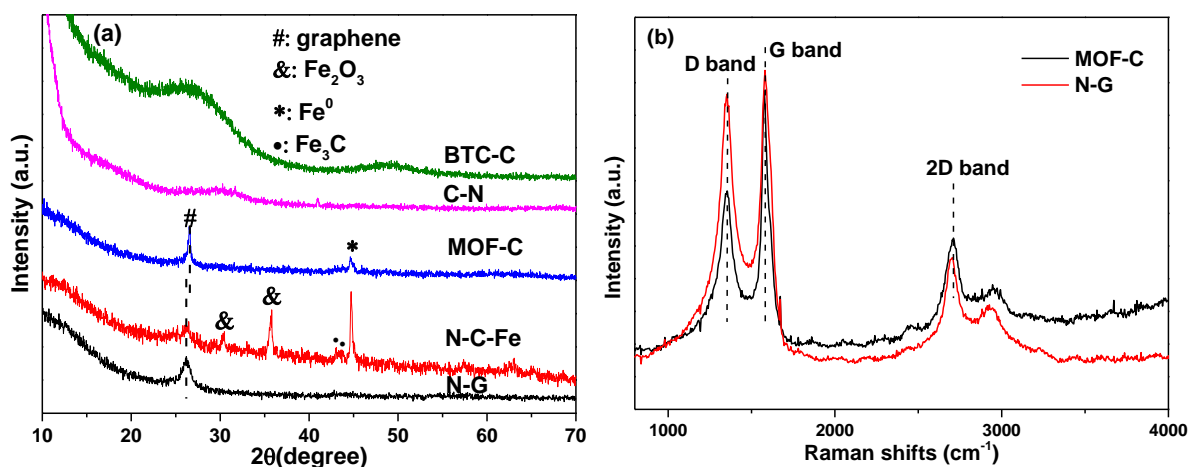 (a)
#: graphene
&: Fe2O3
*: Fe0
•: Fe3C
BTC-C
C-N
#
MOF-C
*
&
&
N-C-Fe
••
N-G
Intensity (a.u.)
10 20 30 40 50 60 70
2θ(degree)
(b)
G band
D band
MOF-C
N-G
2D band
Intensity (a.u.)
1000 2000 3000 4000
Raman shifts (cm-1)